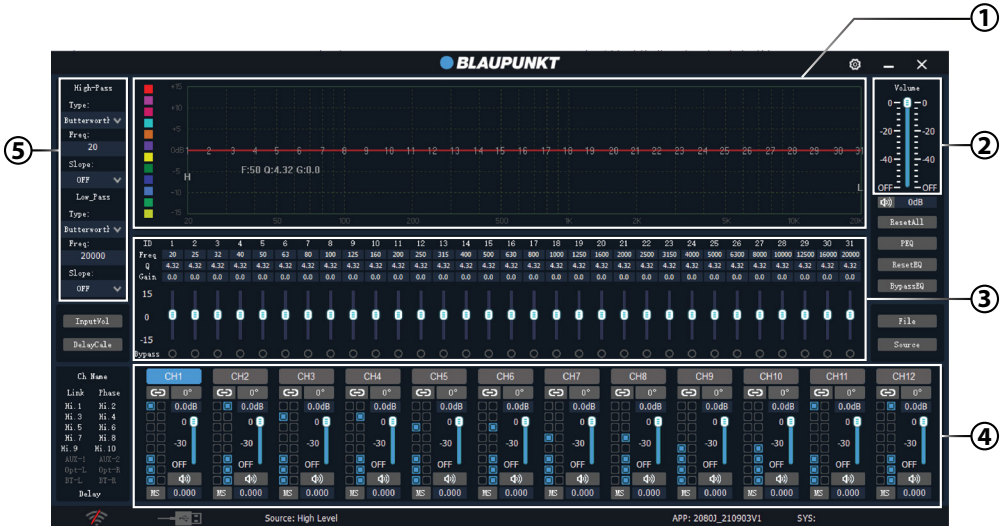 ①
BLAUPUNKT
High-Pass
Type:
Butterworth
Freq:
20
Slope:
OFF
Low_Pass
Type:
Butterworth
Freq:
20000
Slope:
OFF
⑤
+15
+10
+5
0dB
-5
-10
-15
1 2 3 4 5 6 7 8 9 10 11 12 13 14 15 16 17 18 19 20 21 22 23 24 25 26 27 28 29 30 31
F:50 Q:4.32 G:0.0
H
L
20 50 100 200 500 1K 2K 5K 10K 20K
Volume
0 0
-20 -20
-40 -40
OFF OFF
②
0dB
ResetAll
PEQ
ResetEQ
BypassEQ
ID 1 2 3 4 5 6 7 8 9 10 11 12 13 14 15 16 17 18 19 20 21 22 23 24 25 26 27 28 29 30 31
Freq 20 25 32 40 50 63 80 100 125 160 200 250 315 400 500 630 800 1000 1250 1600 2000 2500 3150 4000 5000 6300 8000 10000 12500 16000 20000
Q 4.32 4.32 4.32 4.32 4.32 4.32 4.32 4.32 4.32 4.32 4.32 4.32 4.32 4.32 4.32 4.32 4.32 4.32 4.32 4.32 4.32 4.32 4.32 4.32 4.32 4.32 4.32 4.32 4.32 4.32 4.32
Gain 0.0 0.0 0.0 0.0 0.0 0.0 0.0 0.0 0.0 0.0 0.0 0.0 0.0 0.0 0.0 0.0 0.0 0.0 0.0 0.0 0.0 0.0 0.0 0.0 0.0 0.0 0.0 0.0 0.0 0.0 0.0
15
0
-15
Bypass
③
InputVol
DelayCale
File
Source
Ch Name CH1 CH2 CH3 CH4 CH5 CH6 CH7 CH8 CH9 CH10 CH11 CH12
Link Phase 0° 0° 0° 0° 0° 0° 0° 0° 0° 0° 0° 0°
Hi.1 Hi.2 0.0dB 0.0dB 0.0dB 0.0dB 0.0dB 0.0dB 0.0dB 0.0dB 0.0dB 0.0dB 0.0dB 0.0dB
Hi.3 Hi.4 0 0 0 0 0 0 0 0 0 0 0 0
Hi.5 Hi.6
Hi.7 Hi.8 -30 -30 -30 -30 -30 -30 -30 -30 -30 -30 -30 -30
Hi.9 Hi.10
AUX-1 AUX-2 OFF OFF OFF OFF OFF OFF OFF OFF OFF OFF OFF OFF
Opt-L Opt-R
BT-L BT-R
Delay MS 0.000 MS 0.000 MS 0.000 MS 0.000 MS 0.000 MS 0.000 MS 0.000 MS 0.000 MS 0.000 MS 0.000 MS 0.000 MS 0.000
④
Source: High Level APP: 2080J_210903V1 SYS: